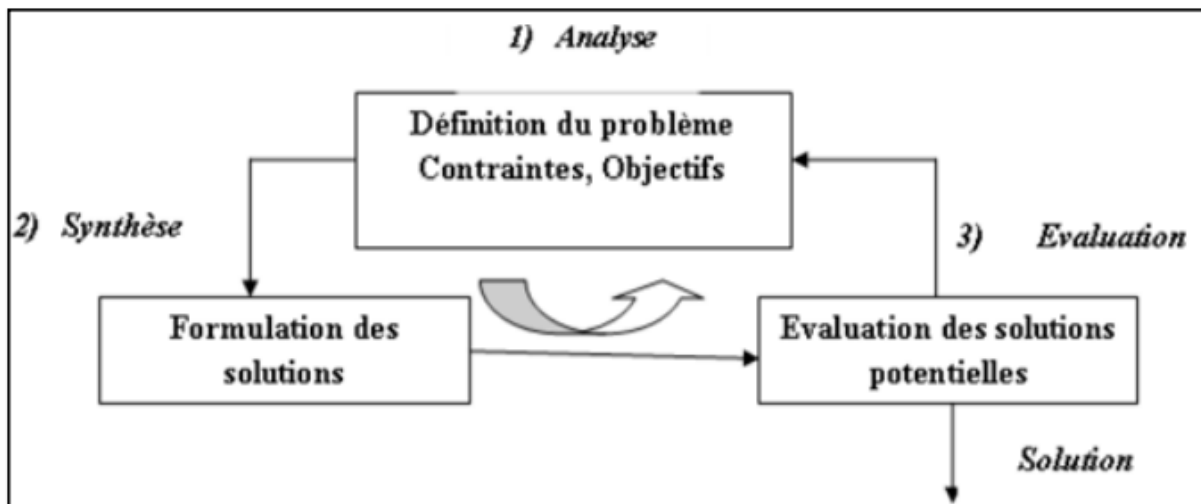 1) Analyse
Définition du problème
Contraintes, Objectifs
2) Synthèse
3) Evaluation
Formulation des
solutions
Evaluation des solutions
potentielles
Solution